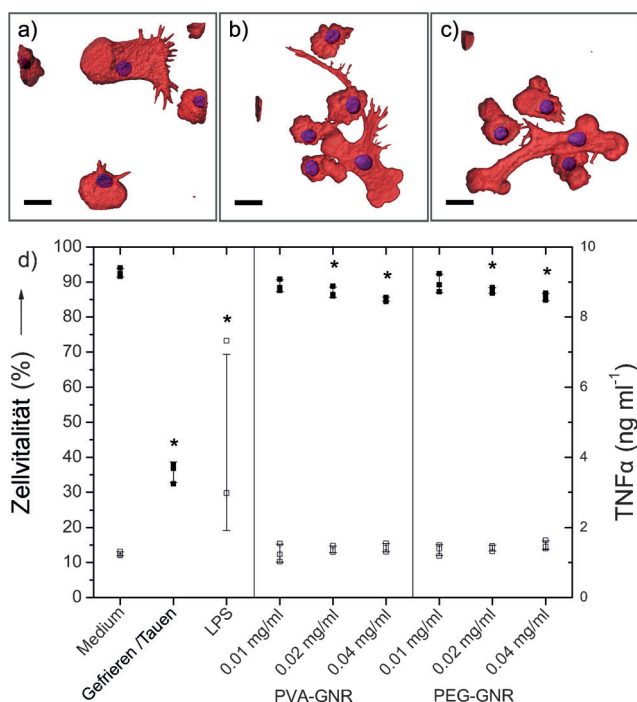 a)
b)
c)
d)
Zellvitalität (%)
100
90
80
70
60
50
40
30
20
10
0
10
8
6
4
2
0
TNFα (ng ml⁻¹)
*
*
*
*
*
*
Medium
Gefrieren /Tauen
LPS
0.01 mg/ml
0.02 mg/ml
0.04 mg/ml
0.01 mg/ml
0.02 mg/ml
0.04 mg/ml
PVA-GNR
PEG-GNR